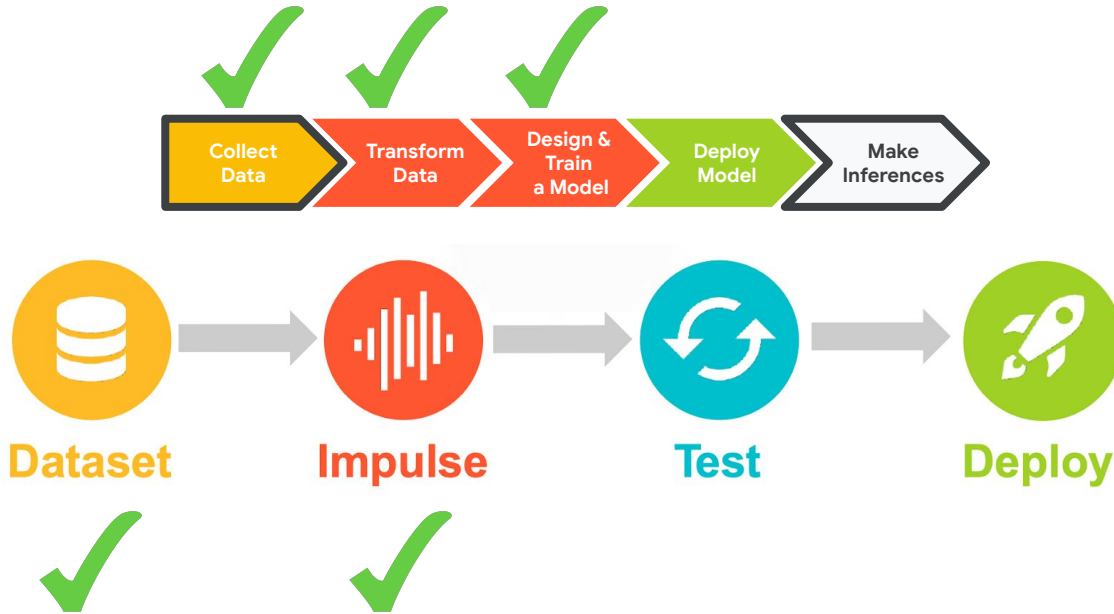 Collect
Data
Transform
Data
Design &
Train
a Model
Deploy
Model
Make
Inferences
Dataset
Impulse
Test
Deploy